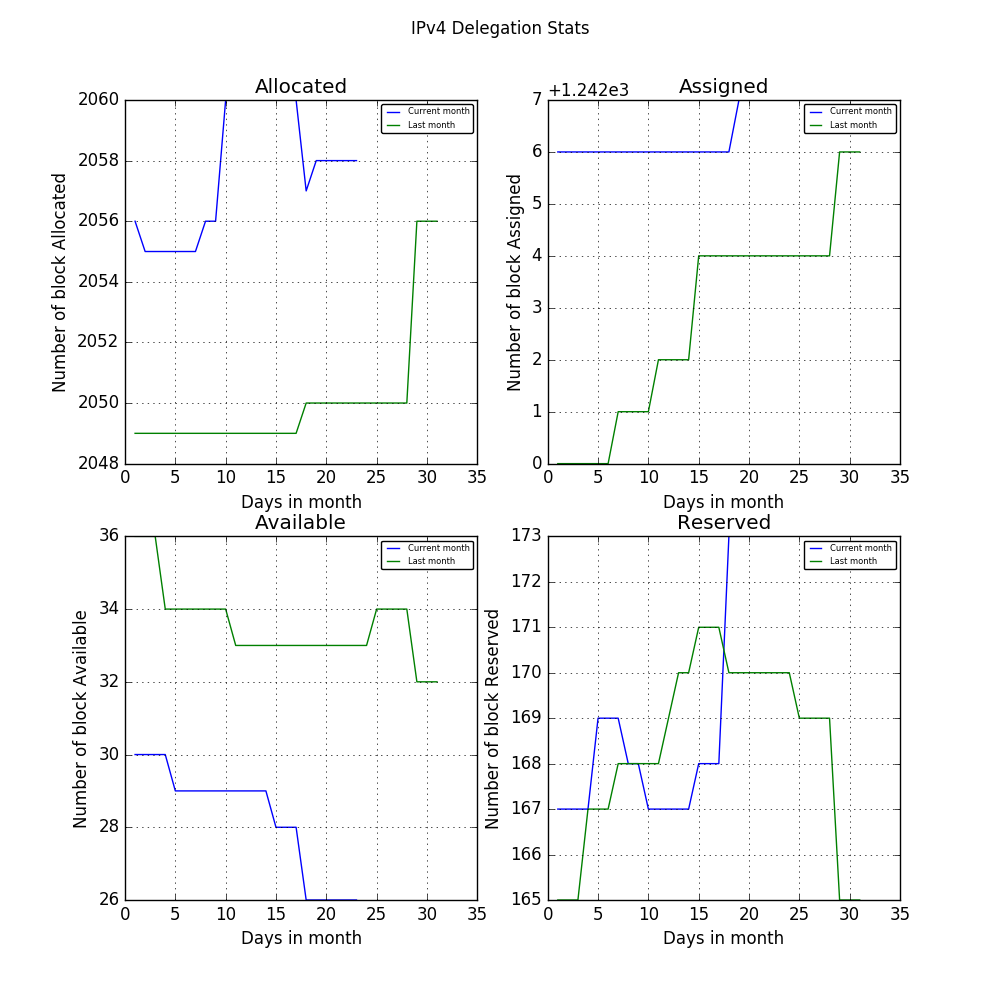 IPv4 Delegation Stats
Allocated
Number of block Allocated
2060
2058
2056
2054
2052
2050
2048
0 5 10 15 20 25 30 35
Days in month
Current month
Last month
Assigned
+1.242e3
Number of block Assigned
7
6
5
4
3
2
1
0
0 5 10 15 20 25 30 35
Days in month
Current month
Last month
Available
Number of block Available
36
34
32
30
28
26
0 5 10 15 20 25 30 35
Days in month
Current month
Last month
Reserved
Number of block Reserved
173
172
171
170
169
168
167
166
165
0 5 10 15 20 25 30 35
Days in month
Current month
Last month